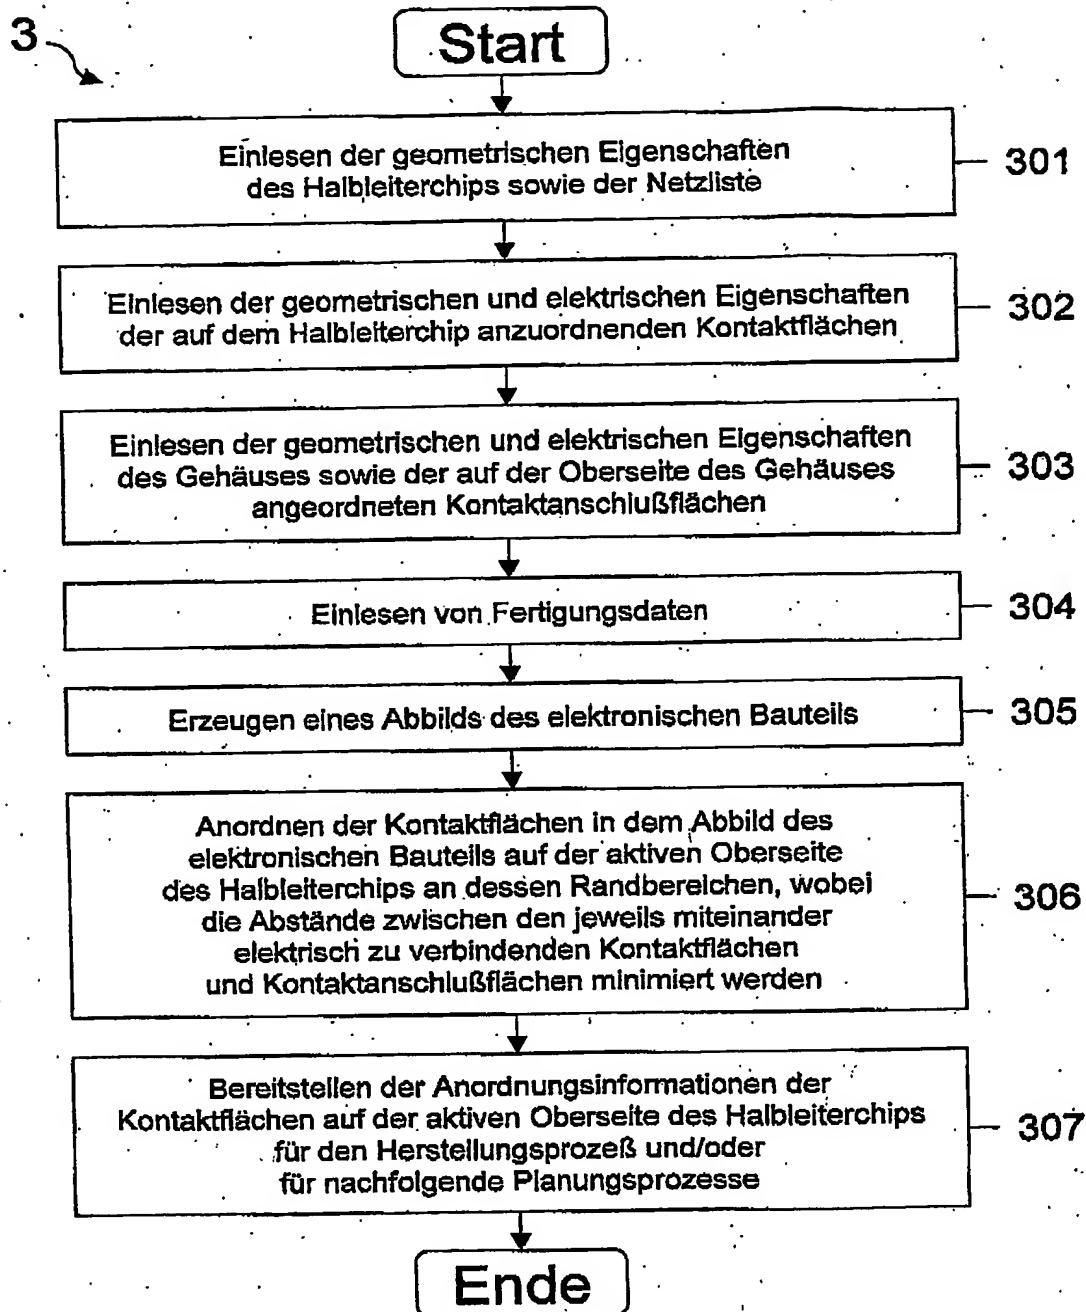 3
Start
Einlesen der geometrischen Eigenschaften
des Halbleiterchips sowie der Netzliste
301
Einlesen der geometrischen und elektrischen Eigenschaften
der auf dem Halbleiterchip anzuordnenden Kontaktflächen
302
Einlesen der geometrischen und elektrischen Eigenschaften
des Gehäuses sowie der auf der Oberseite des Gehäuses
angeordneten Kontaktanschlußflächen
303
Einlesen von Fertigungsdaten
304
Erzeugen eines Abbilds des elektronischen Bauteils
305
Anordnen der Kontaktflächen in dem Abbild des
elektronischen Bauteils auf der aktiven Oberseite
des Halbleiterchips an dessen Randbereichen, wobei
die Abstände zwischen den jeweils miteinander
elektrisch zu verbindenden Kontaktflächen
und Kontaktanschlußflächen minimiert werden
306
Bereitstellen der Anordnungsinformationen der
Kontaktflächen auf der aktiven Oberseite des Halbleiterchips
für den Herstellungsprozeß und/oder
für nachfolgende Planungsprozesse
307
Ende